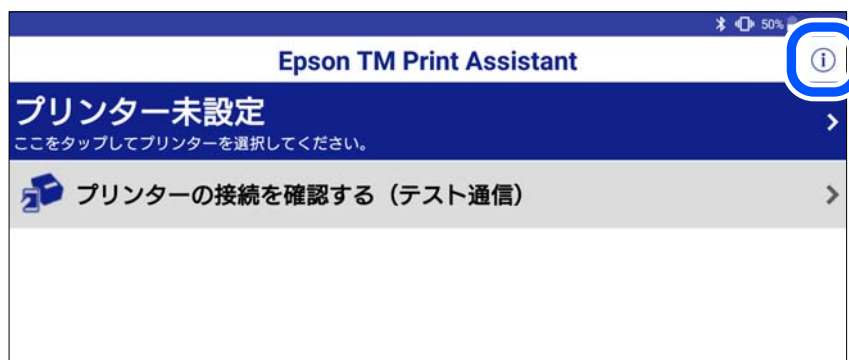 50%
Epson TM Print Assistant
プリンター未設定
ここをタップしてプリンターを選択してください。
プリンターの接続を確認する（テスト通信）